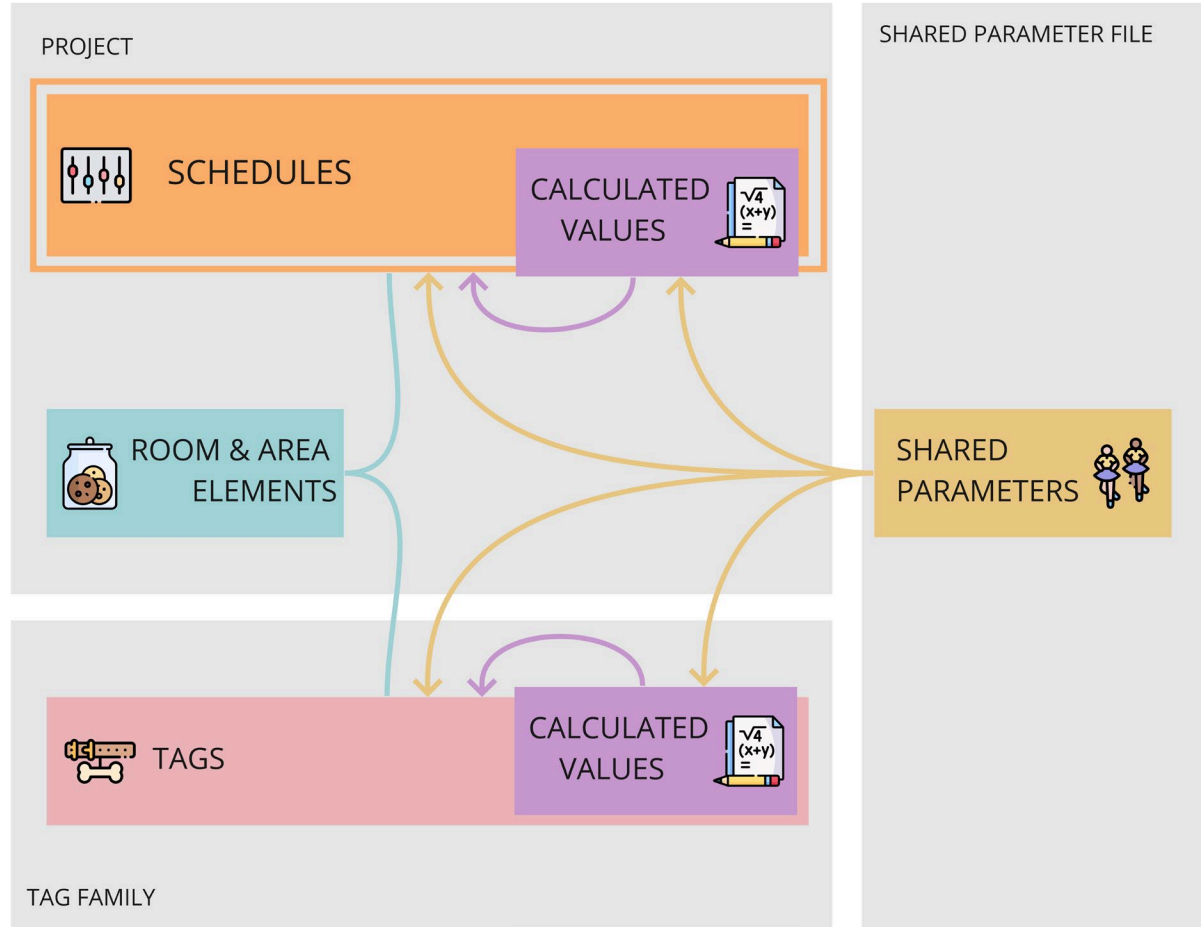 PROJECT
SCHEDULES
CALCULATED
VALUES
√4
(x+y)
=
ROOM & AREA
ELEMENTS
TAGS
CALCULATED
VALUES
√4
(x+y)
=
TAG FAMILY
SHARED PARAMETER FILE
SHARED
PARAMETERS